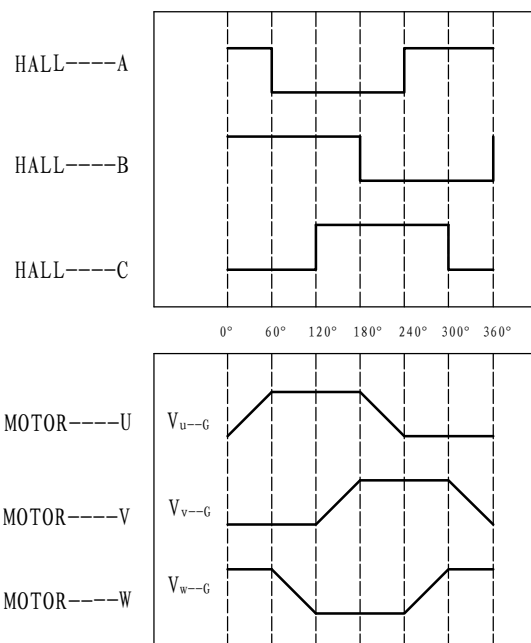 HALL----A
HALL----B
HALL----C
0° 60° 120° 180° 240° 300° 360°
MOTOR----U Vu--G
MOTOR----V Vv--G
MOTOR----W Vw--G